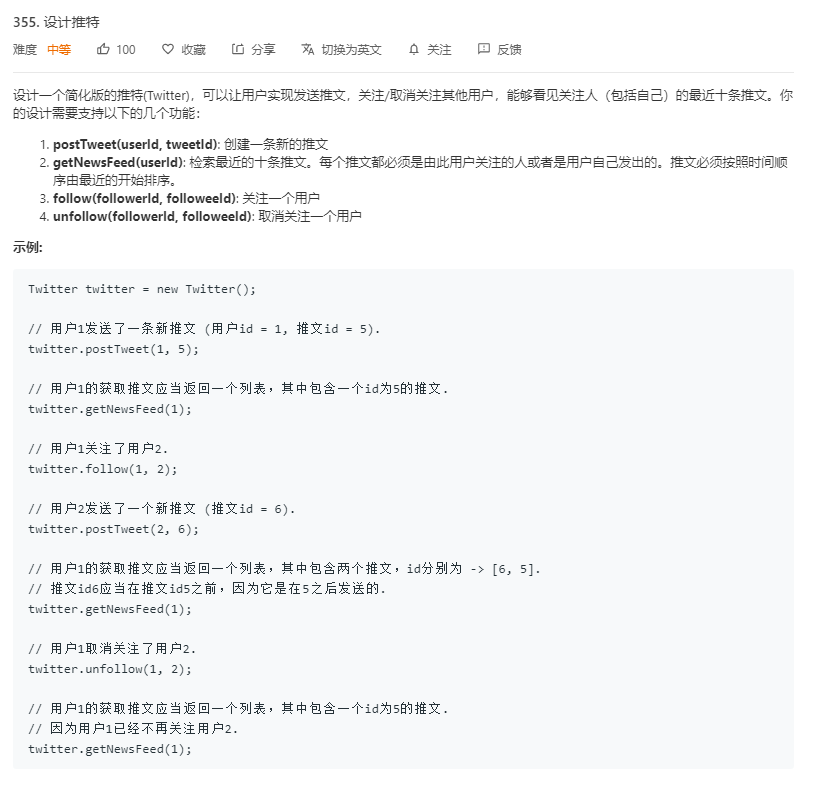 355. 设计推特
难度 中等 100 收藏 分享 切换为英文 关注 反馈
设计一个简化版的推特(Twitter)，可以让用户实现发送推文，关注/取消关注其他用户，能够看见关注人（包括自己）的最近十条推文。你
的设计需要支持以下的几个功能：
1. postTweet(userId, tweetId): 创建一条新的推文
2. getNewsFeed(userId): 检索最近的十条推文。每个推文都必须是由此用户关注的人或者是用户自己发出的。推文必须按照时间顺
序由最近的开始排序。
3. follow(followerId, followeeId): 关注一个用户
4. unfollow(followerId, followeeId): 取消关注一个用户
示例:
Twitter twitter = new Twitter();
// 用户1发送了一条新推文 (用户id = 1, 推文id = 5).
twitter.postTweet(1, 5);
// 用户1的获取推文应当返回一个列表，其中包含一个id为5的推文.
twitter.getNewsFeed(1);
// 用户1关注了用户2.
twitter.follow(1, 2);
// 用户2发送了一个新推文 (推文id = 6).
twitter.postTweet(2, 6);
// 用户1的获取推文应当返回一个列表，其中包含两个推文，id分别为 -> [6, 5].
// 推文id6应当在推文id5之前，因为它是在5之后发送的.
twitter.getNewsFeed(1);
// 用户1取消关注了用户2.
twitter.unfollow(1, 2);
// 用户1的获取推文应当返回一个列表，其中包含一个id为5的推文.
// 因为用户1已经不再关注用户2.
twitter.getNewsFeed(1);